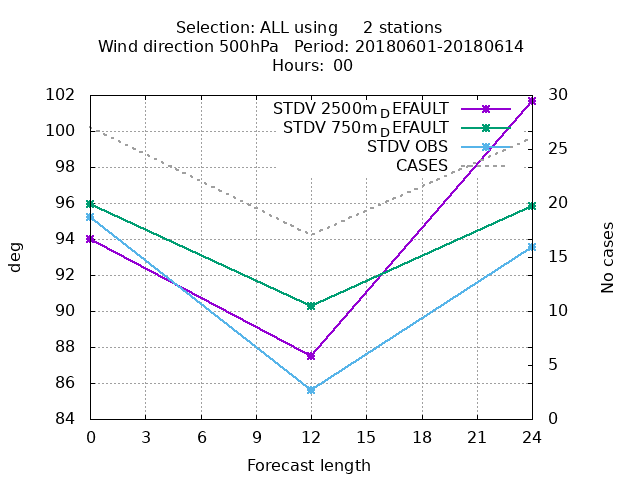 Selection: ALL using 2 stations
Wind direction 500hPa Period: 20180601-20180614
Hours: 00
STDV 2500m_DEFAULT
STDV 750m_DEFAULT
STDV OBS
CASES
102
100
98
96
94
92
90
88
86
84
deg
30
25
20
15
10
5
0
No cases
0 3 6 9 12 15 18 21 24
Forecast length